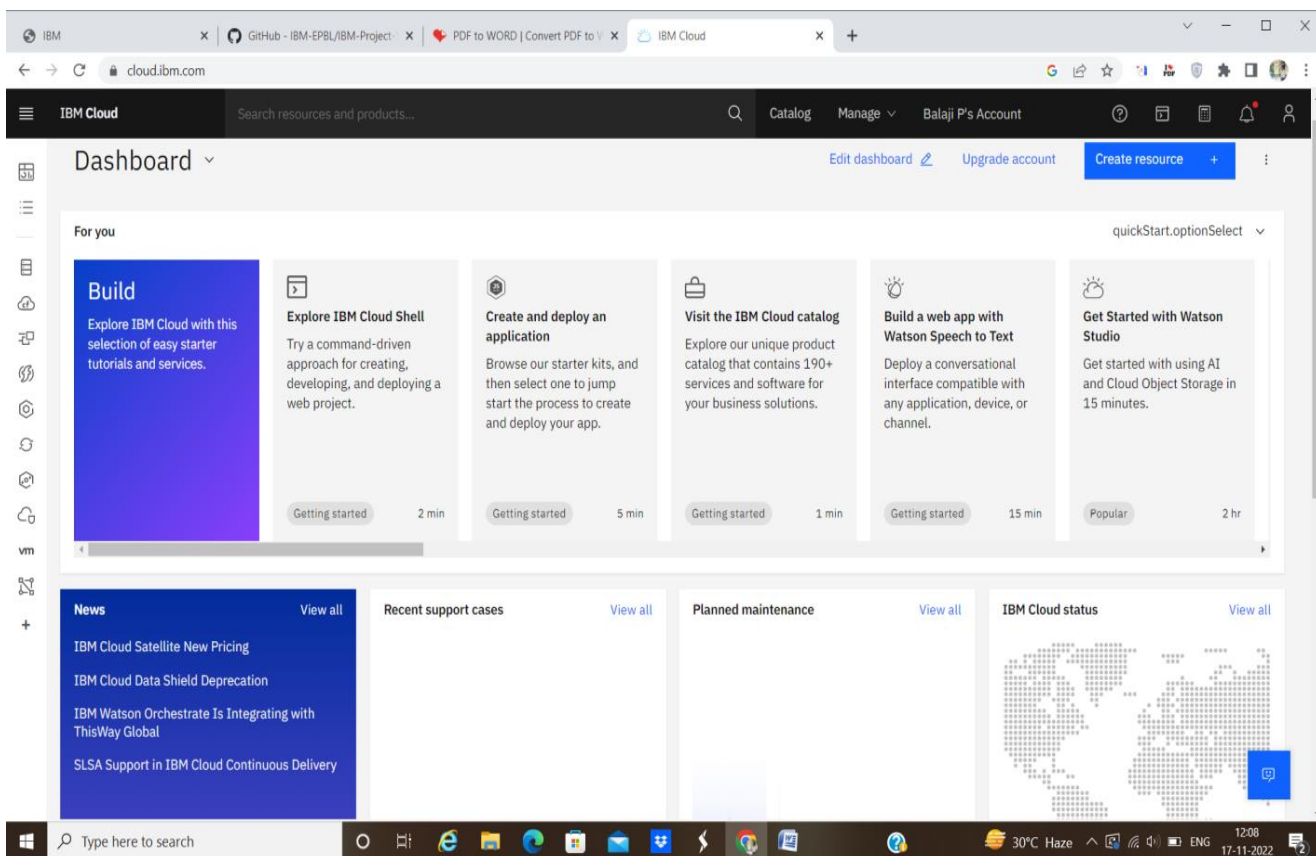 IBM
GitHub - IBM-EPBL/IBM-Project-
PDF to WORD | Convert PDF to
IBM Cloud
cloud.ibm.com
IBM Cloud
Search resources and products...
Catalog
Manage
Balaji P's Account
Dashboard
Edit dashboard
Upgrade account
Create resource +
For you
quickStart.optionSelect
Build
Explore IBM Cloud with this
selection of easy starter
tutorials and services.
Explore IBM Cloud Shell
Try a command-driven
approach for creating,
developing, and deploying a
web project.
Getting started
2 min
Create and deploy an
application
Browse our starter kits, and
then select one to jump
start the process to create
and deploy your app.
Getting started
5 min
Visit the IBM Cloud catalog
Explore our unique product
catalog that contains 190+
services and software for
your business solutions.
Getting started
1 min
Build a web app with
Watson Speech to Text
Deploy a conversational
interface compatible with
any application, device, or
channel.
Getting started
15 min
Get Started with Watson
Studio
Get started with using AI
and Cloud Object Storage in
15 minutes.
Popular
2 hr
vm
News
View all
IBM Cloud Satellite New Pricing
IBM Cloud Data Shield Deprecation
IBM Watson Orchestrate Is Integrating with
ThisWay Global
SLSA Support in IBM Cloud Continuous Delivery
Recent support cases
View all
Planned maintenance
View all
IBM Cloud status
View all
Type here to search
30°C Haze
ENG
12:08
17-11-2022